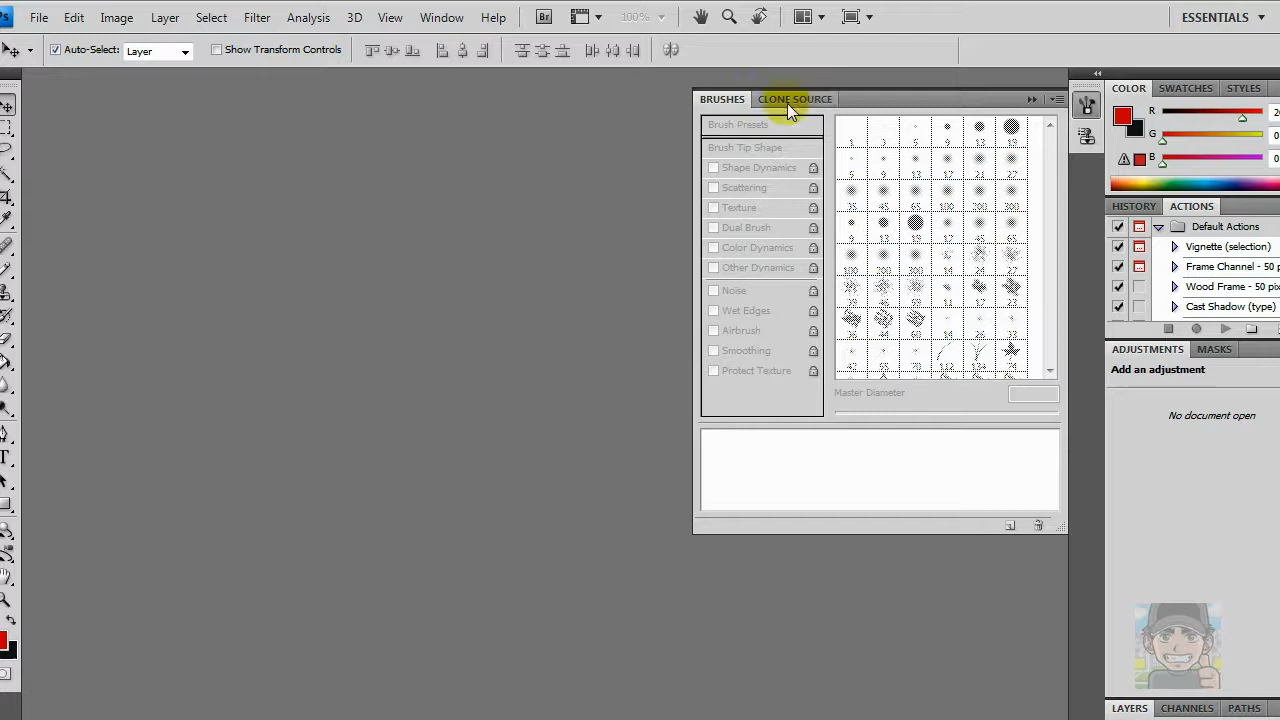 Ps File Edit Image Layer Select Filter Analysis 3D View Window Help Br 100% ESSENTIALS
Auto-Select: Layer Show Transform Controls
BRUSHES CLONE SOURCE
Brush Presets
Brush Tip Shape
Shape Dynamics
Scattering
Texture
Dual Brush
Color Dynamics
Other Dynamics
Noise
Wet Edges
Airbrush
Smoothing
Protect Texture
Master Diameter
COLOR SWATCHES STYLES
R
G
B
HISTORY ACTIONS
Default Actions
Vignette (selection)
Frame Channel - 50 p
Wood Frame - 50 pix
Cast Shadow (type)
ADJUSTMENTS MASKS
Add an adjustment
No document open
LAYERS CHANNELS PATHS